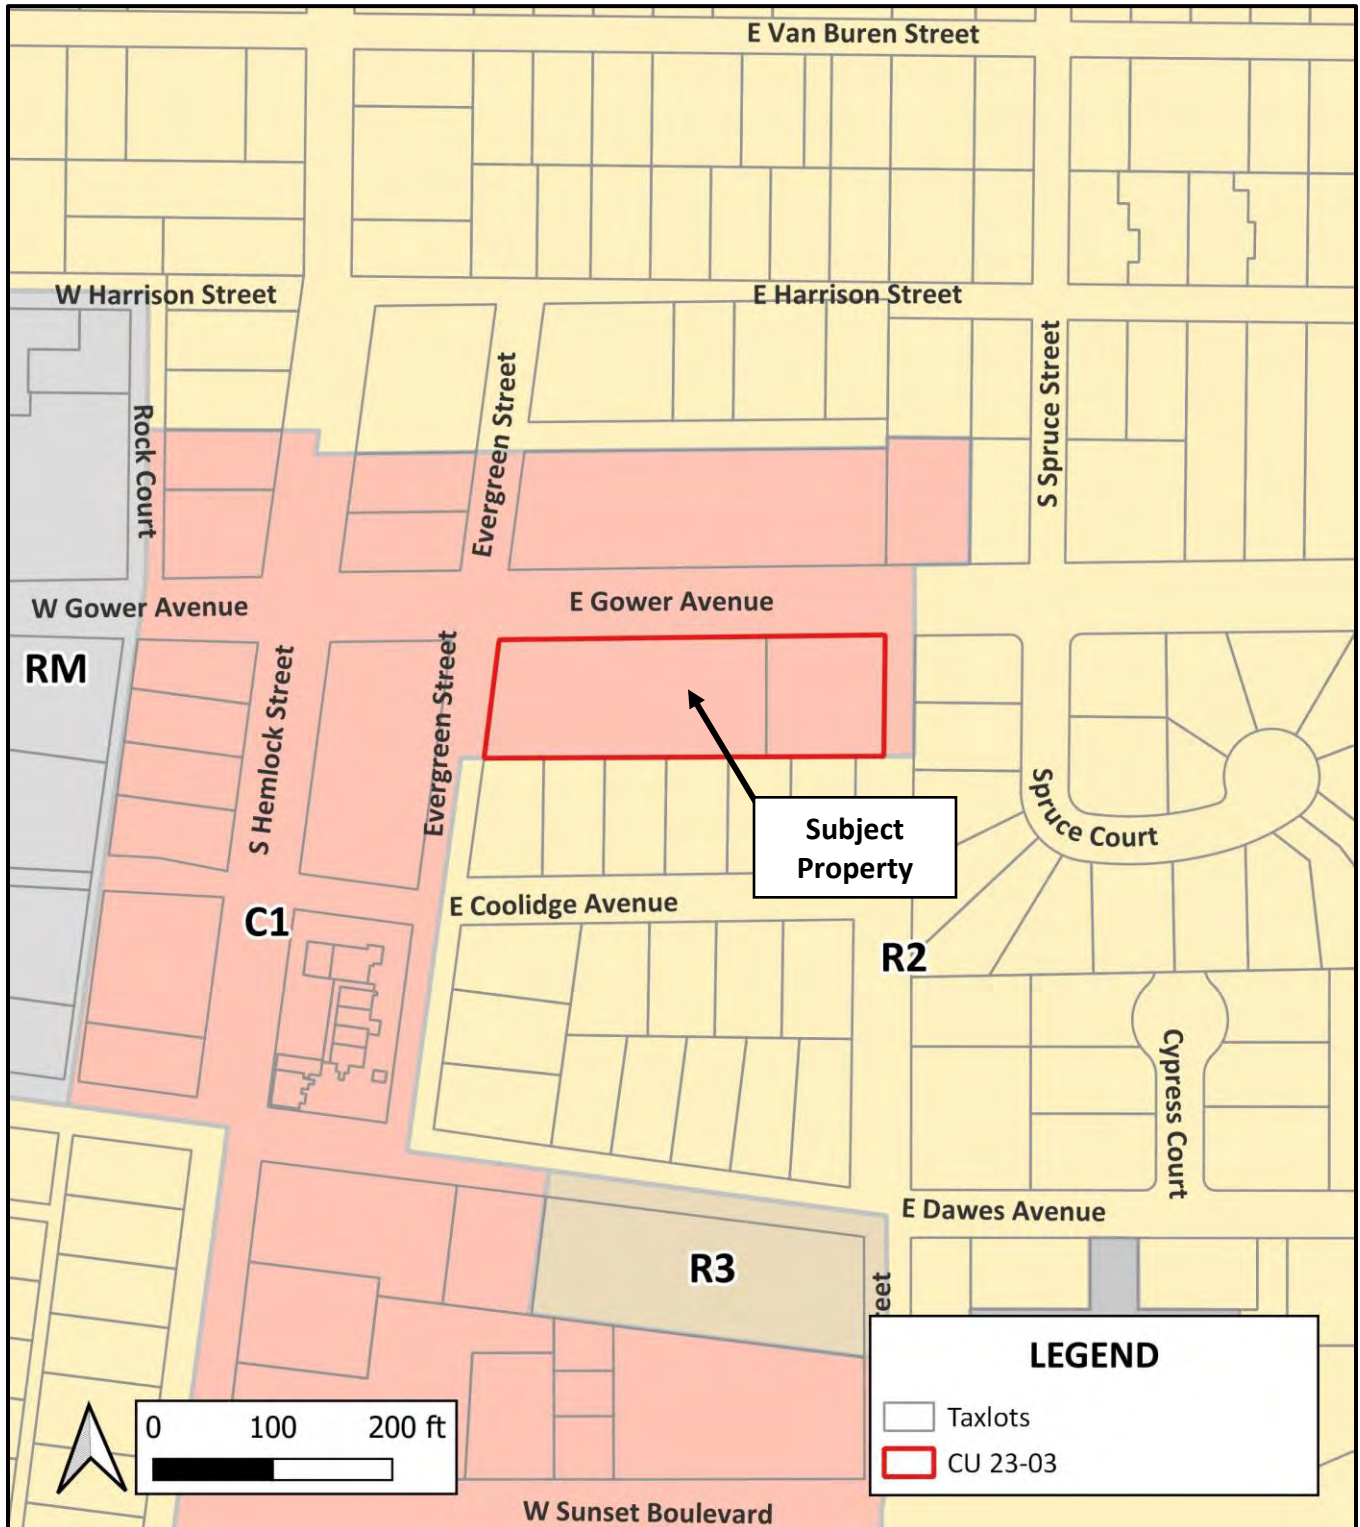 E Van Buren Street
W Harrison Street
E Harrison Street
Rock Court
Evergreen Street
S Spruce Street
W Gower Avenue
E Gower Avenue
RM
S Hemlock Street
Evergreen Street
Subject
Property
Spruce Court
E Coolidge Avenue
C1
R2
Cypress Court
E Dawes Avenue
R3
eet
LEGEND
Taxlots
CU 23-03
0 100 200 ft
W Sunset Boulevard